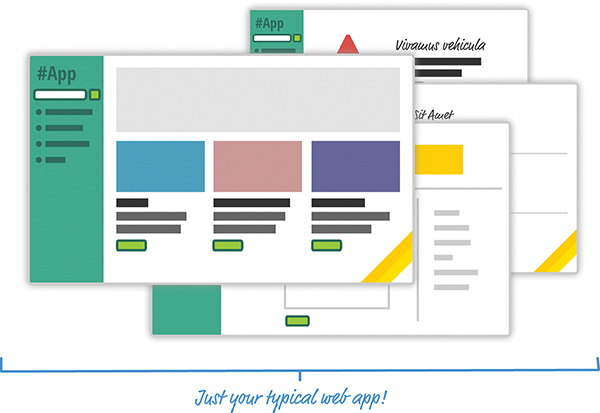 #App
Vivamus vehicula
#App
Sit Amet
Just your typical web app!